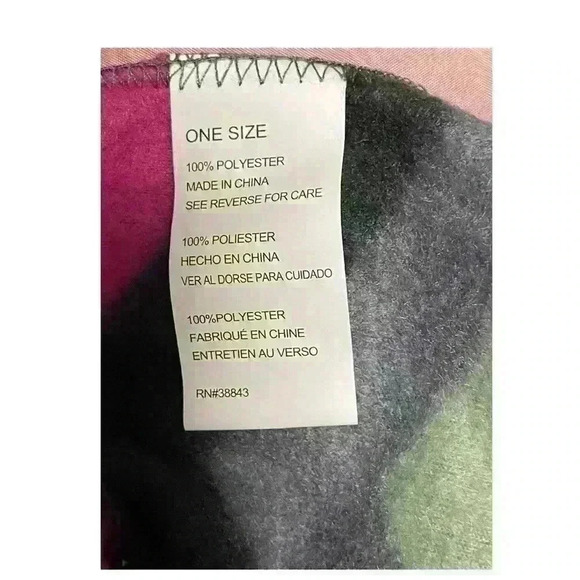 ONE SIZE
100% POLYESTER
MADE IN CHINA
SEE REVERSE FOR CARE
100% POLIESTER
HECHO EN CHINA
VER AL DORSE PARA CUIDADO
100%POLYESTER
FABRIQUÉ EN CHINE
ENTRETIEN AU VERSO
RN#38843